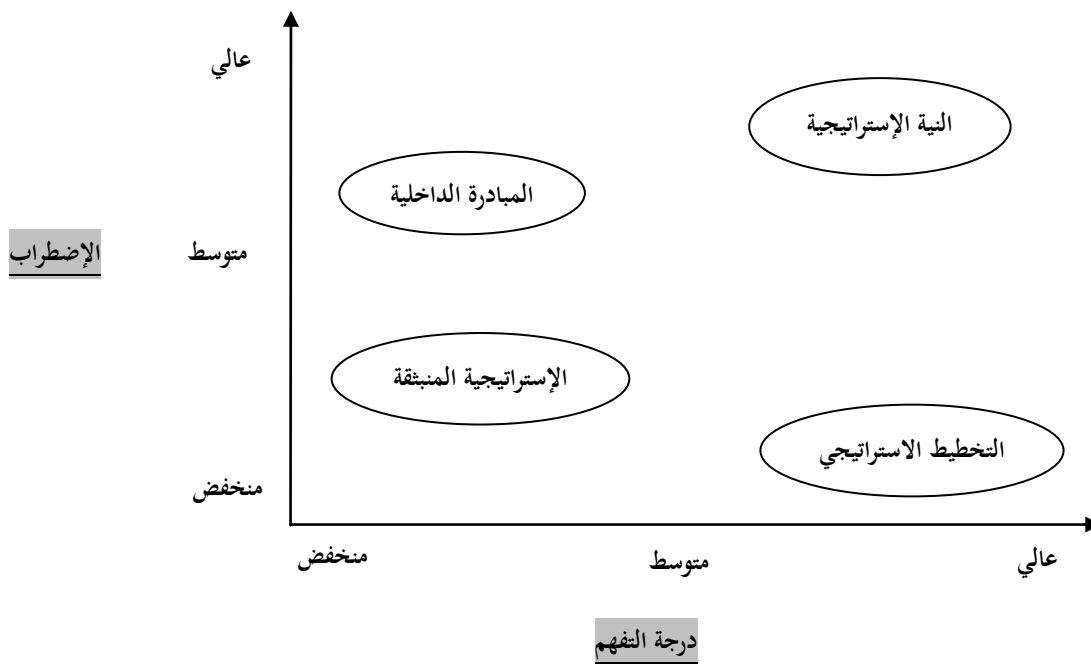 عالي
النية الإستراتيجية
المبادرة الداخلية
الإضطراب
متوسط
الإستراتيجية المنبثقة
التخطيط الاستراتيجي
منخفض
منخفض
متوسط
عالي
درجة التفهم